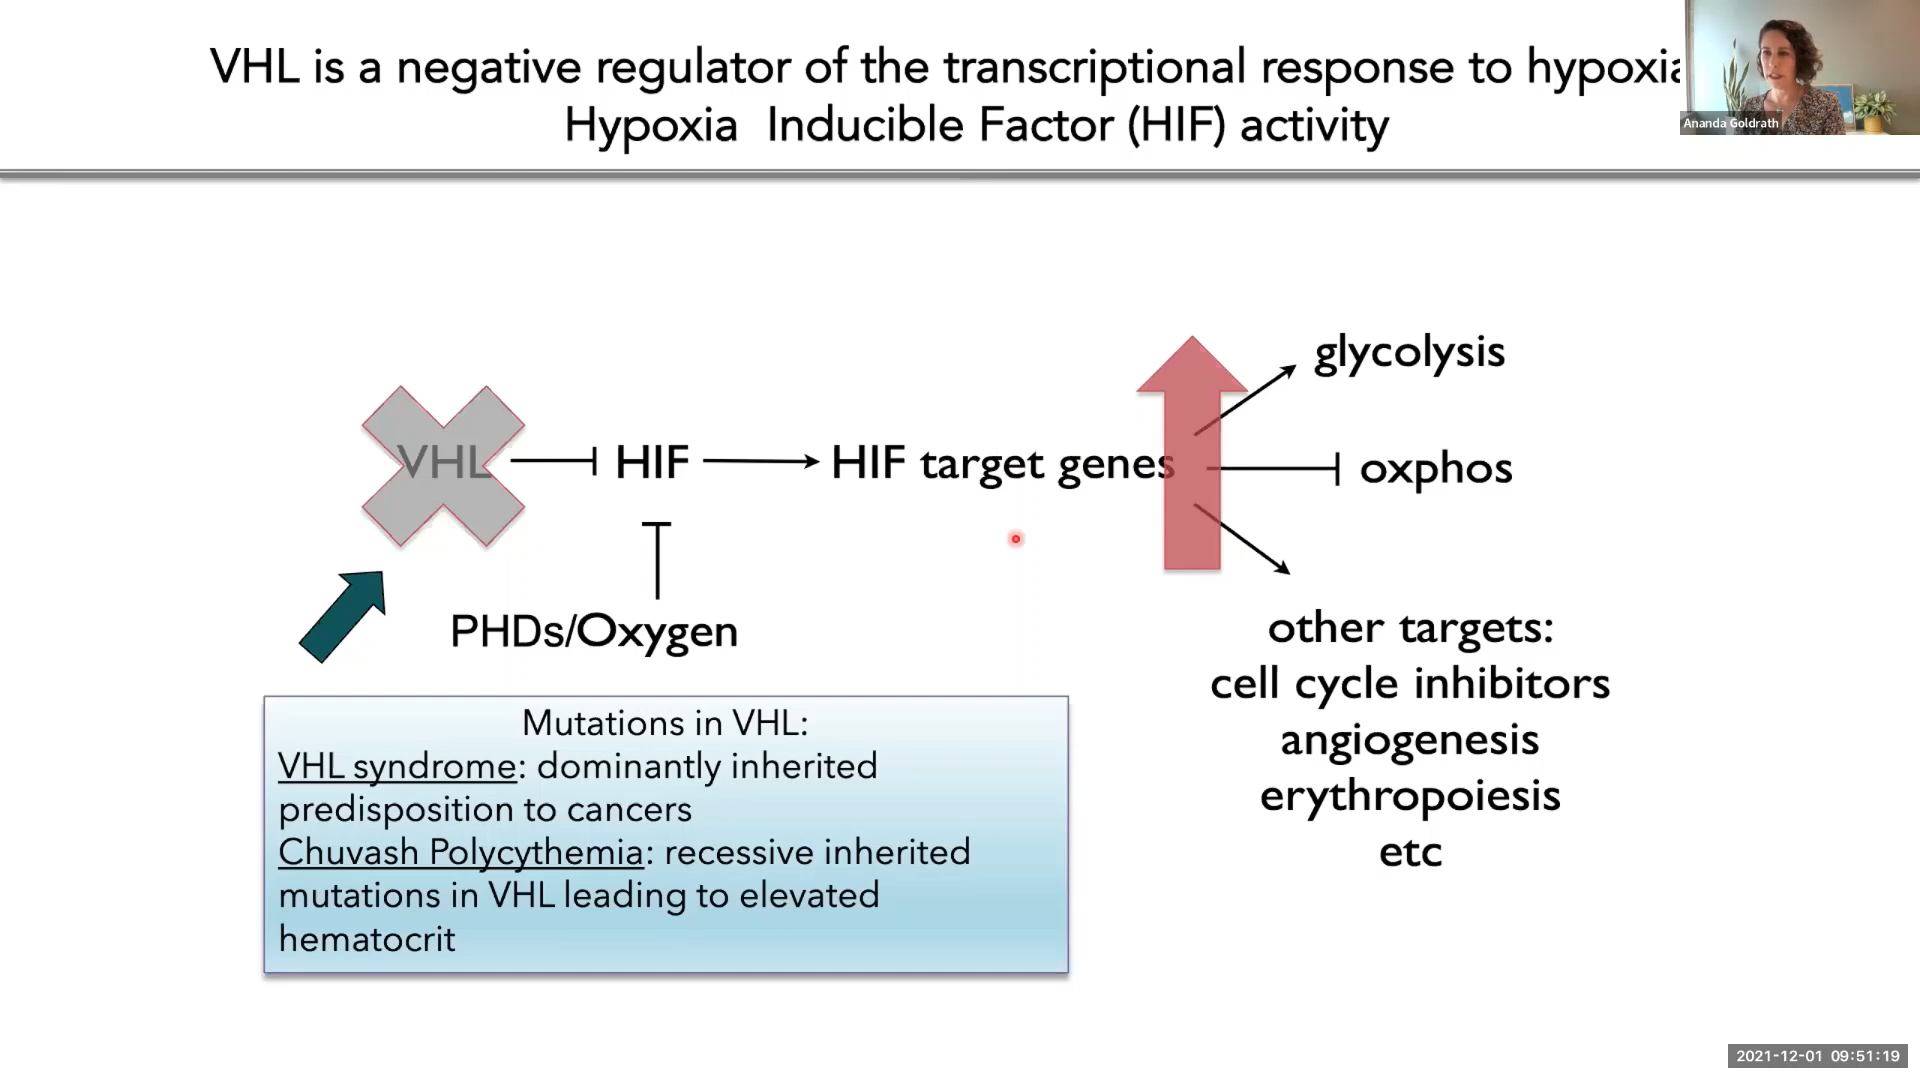 VHL is a negative regulator of the transcriptional response to hypoxia
Hypoxia Inducible Factor (HIF) activity
Ananda Goldrath
glycolysis
VHL
HIF
HIF target genes
oxphos
PHDs/Oxygen
other targets:
cell cycle inhibitors
angiogenesis
erythropoiesis
etc
Mutations in VHL:
VHL syndrome: dominantly inherited
predisposition to cancers
Chuvash Polycythemia: recessive inherited
mutations in VHL leading to elevated
hematocrit
2021-12-01 09:51:19